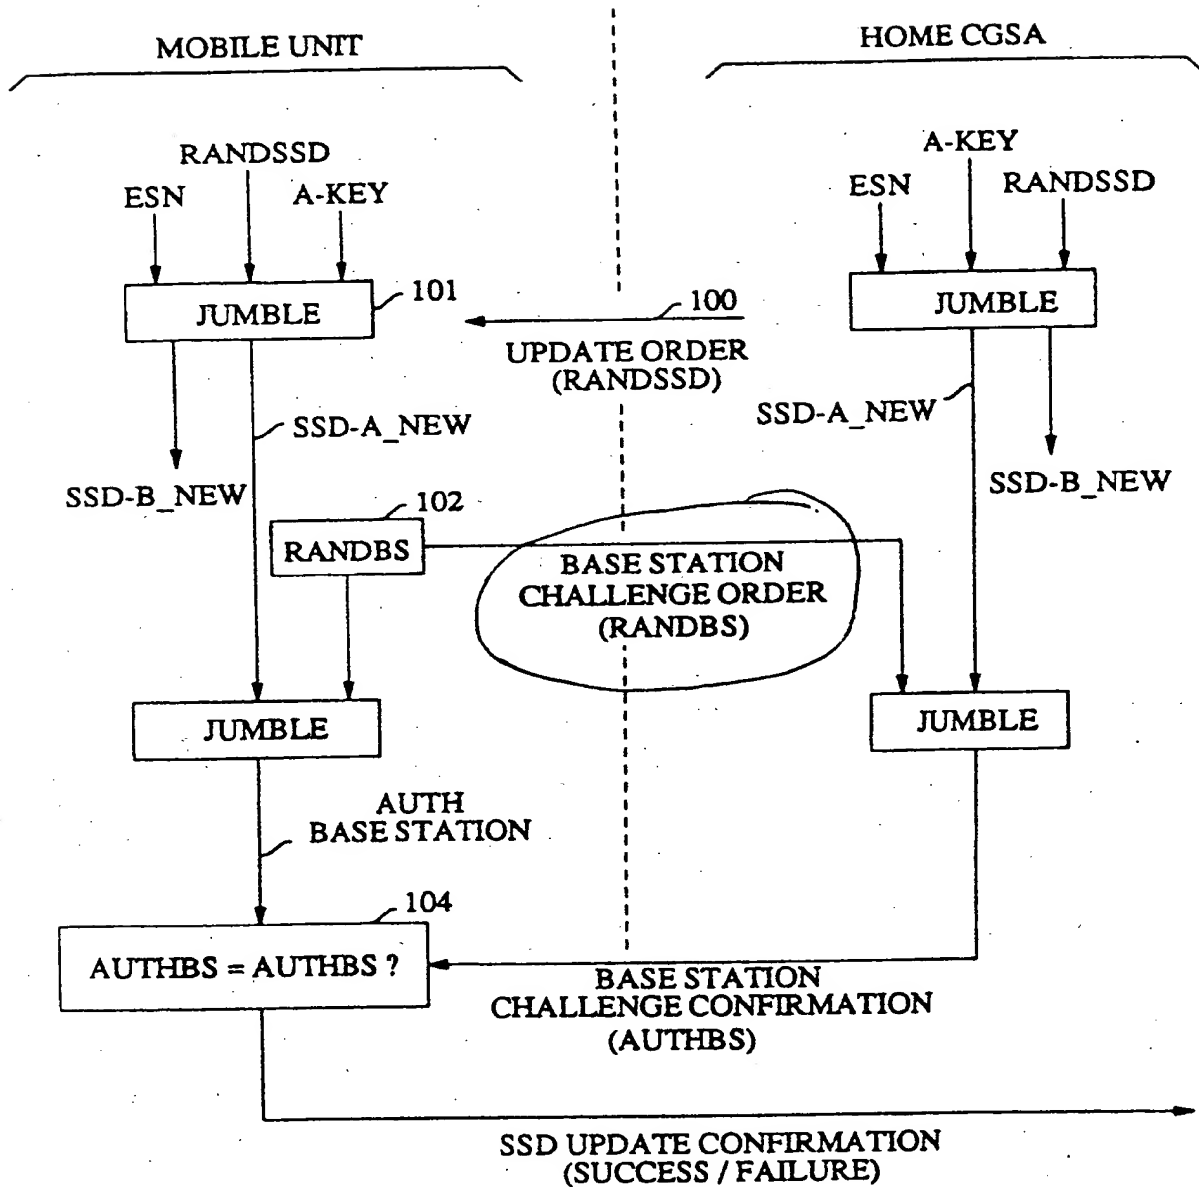 MOBILE UNIT
HOME CGSA
RANDSSD
ESN
A-KEY
A-KEY
ESN
RANDSSD
JUMBLE
101
100
JUMBLE
UPDATE ORDER
(RANDSSD)
SSD-A_NEW
SSD-A_NEW
SSD-B_NEW
SSD-B_NEW
102
RANDBS
BASE STATION
CHALLENGE ORDER
(RANDBS)
JUMBLE
JUMBLE
AUTH
BASE STATION
104
AUTHBS = AUTHBS ?
BASE STATION
CHALLENGE CONFIRMATION
(AUTHBS)
SSD UPDATE CONFIRMATION
(SUCCESS / FAILURE)